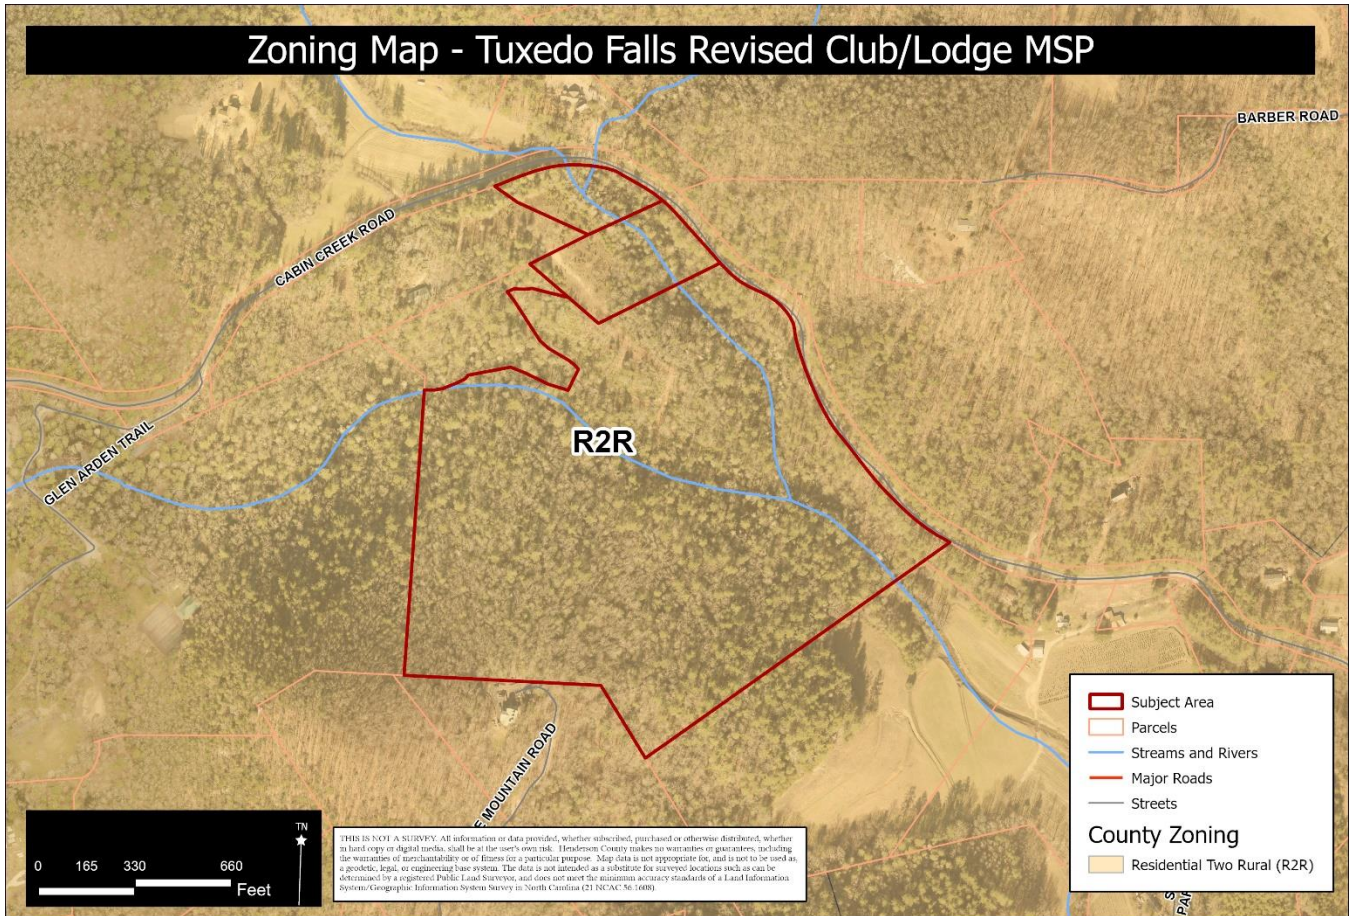 Zoning Map - Tuxedo Falls Revised Club/Lodge MSP
BARBER ROAD
CABIN CREEK ROAD
GLEN ARDEN TRAIL
R2R
E MOUNTAIN ROAD
Subject Area
Parcels
Streams and Rivers
Major Roads
Streets
County Zoning
Residential Two Rural (R2R)
S
PAR
TN
0 165 330 660
Feet
THIS IS NOT A SURVEY. All information or data provided, whether subscribed, purchased or otherwise distributed, whether
in hard copy or digital media, shall be at the user's own risk. Henderson County makes no warranties or guarantees, including
the warranties of merchantability or of fitness for a particular purpose. Map data is not appropriate for, and is not to be used as,
a geodetic, legal, or engineering base system. The data is not intended as a substitute for surveyed locations such as can be
determined by a registered Public Land Surveyor, and does not meet the minimum accuracy standards of a Land Information
System/Geographic Information System Survey in North Carolina (21 NCAC 56.1608)